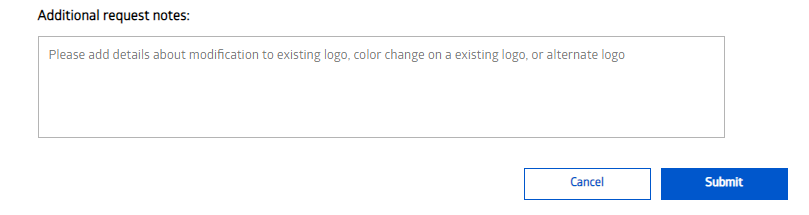 Additional request notes:
Please add details about modification to existing logo, color change on a existing logo, or alternate logo
Cancel
Submit